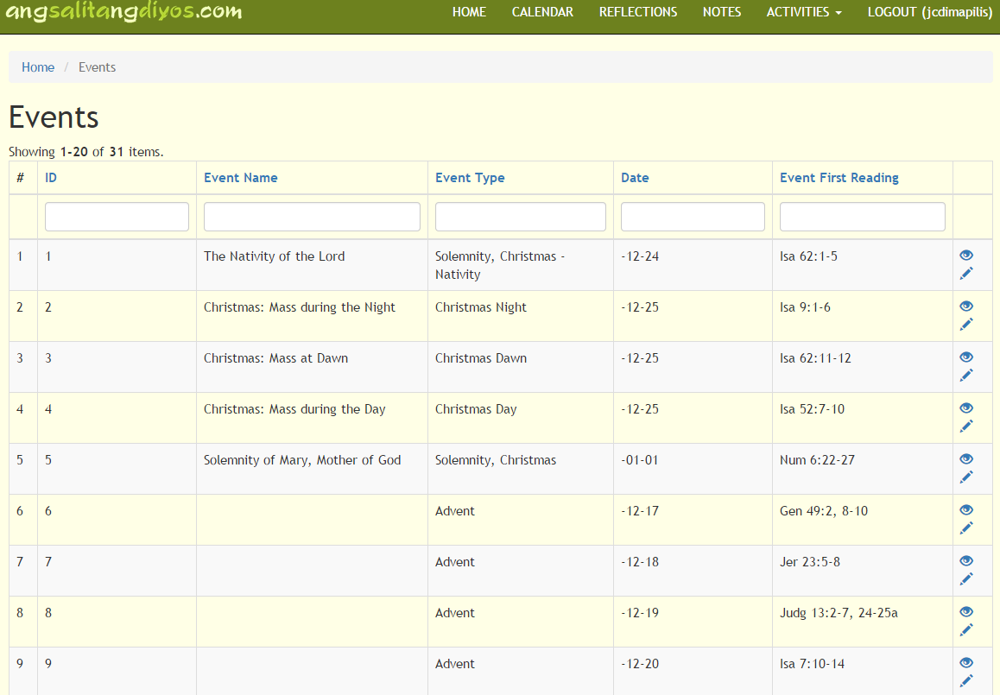 angsalitangdiyos.com HOME CALENDAR REFLECTIONS NOTES ACTIVITIES LOGOUT (jcdimapilis)
Home / Events
Events
Showing 1-20 of 31 items.
# ID Event Name Event Type Date Event First Reading
1 1 The Nativity of the Lord Solemnity, Christmas - -12-24 Isa 62:1-5
Nativity
2 2 Christmas: Mass during the Night Christmas Night -12-25 Isa 9:1-6
3 3 Christmas: Mass at Dawn Christmas Dawn -12-25 Isa 62:11-12
4 4 Christmas: Mass during the Day Christmas Day -12-25 Isa 52:7-10
5 5 Solemnity of Mary, Mother of God Solemnity, Christmas -01-01 Num 6:22-27
6 6 Advent -12-17 Gen 49:2, 8-10
7 7 Advent -12-18 Jer 23:5-8
8 8 Advent -12-19 Judg 13:2-7, 24-25a
9 9 Advent -12-20 Isa 7:10-14